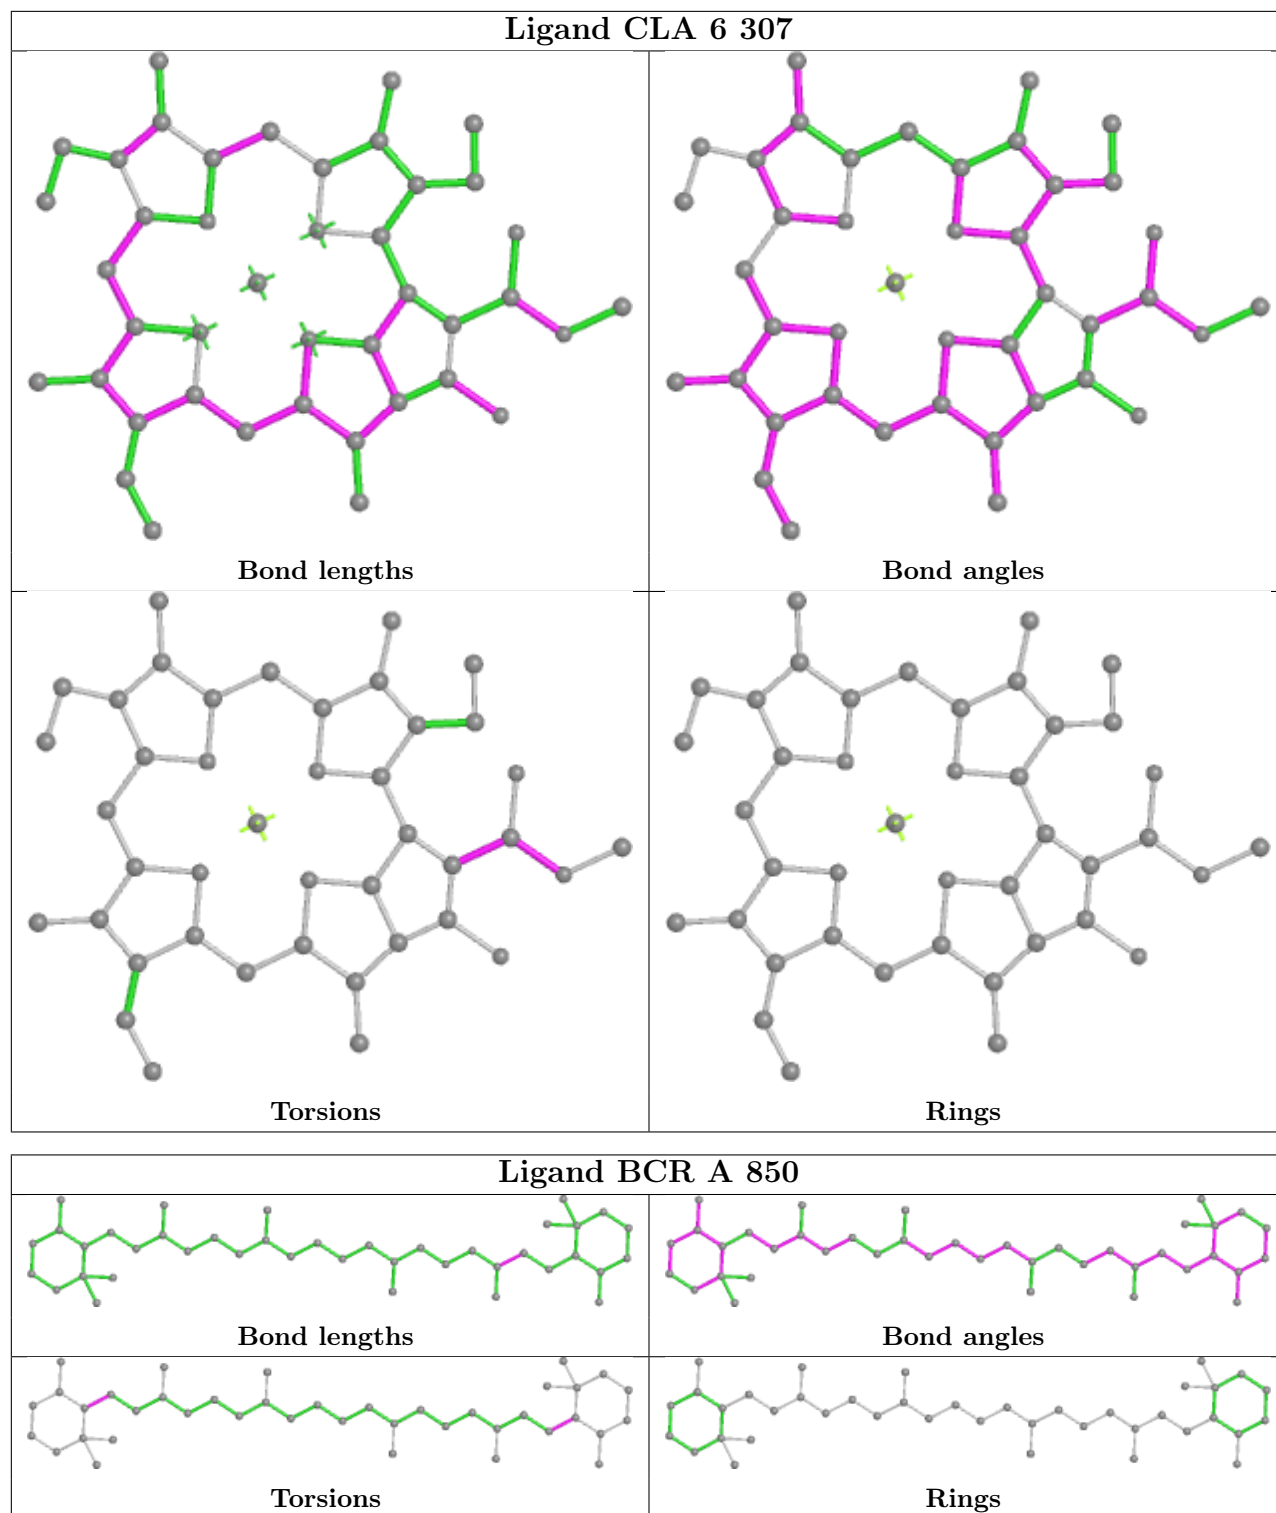 Ligand CLA 6 307
Bond lengths
Bond angles
Torsions
Rings
Ligand BCR A 850
Bond lengths
Bond angles
Torsions
Rings